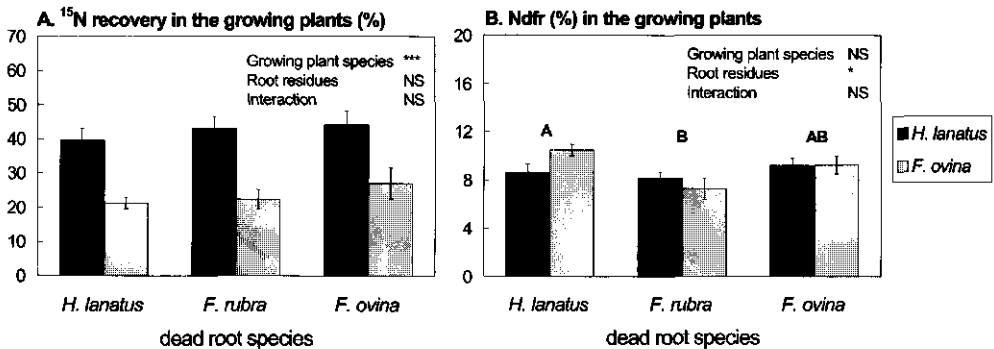 A. ¹⁵N recovery in the growing plants (%)
70
60
50
40
30
20
10
0
Growing plant species ***
Root residues NS
Interaction NS
H. lanatus F. rubra F. ovina
dead root species
B. Ndfr (%) in the growing plants
20
16
12
8
4
0
Growing plant species NS
Root residues *
Interaction NS
A B AB
H. lanatus F. rubra F. ovina
dead root species
H. lanatus
F. ovina